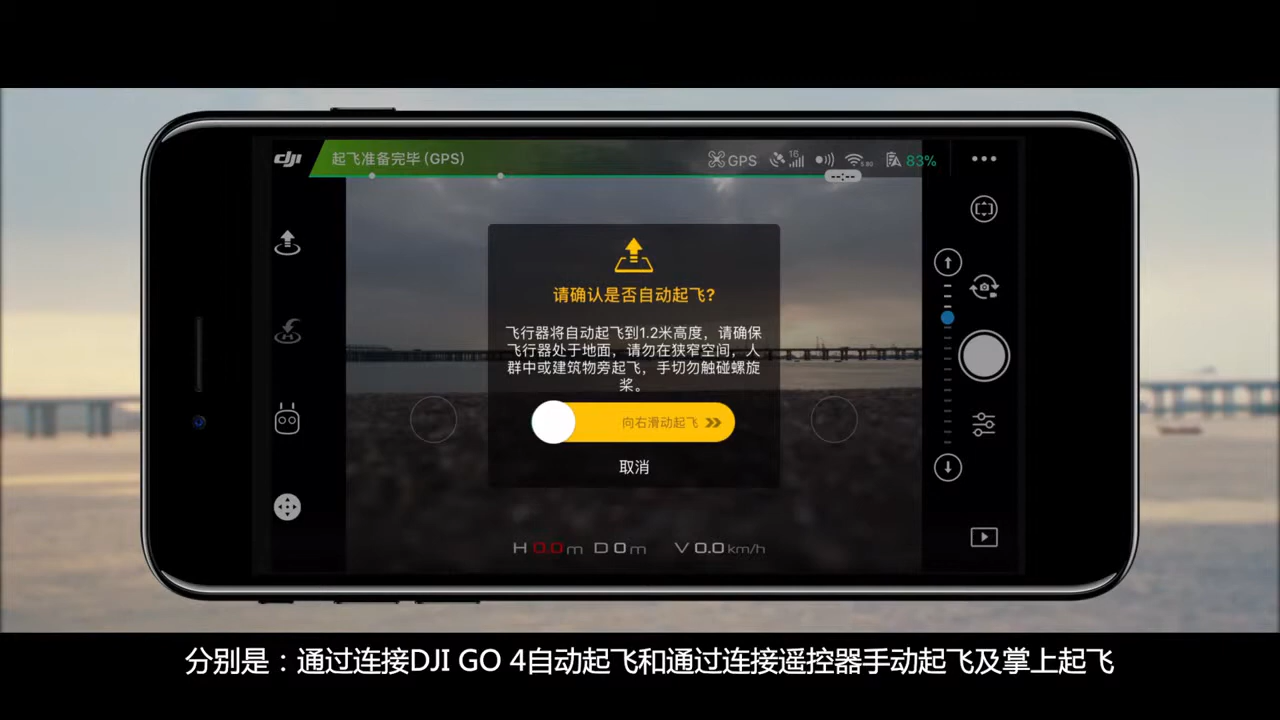 dji
起飞准备完毕 (GPS)
GPS
16
5.8G
83%
请确认是否自动起飞?
飞行器将自动起飞到1.2米高度，请确保
飞行器处于地面，请勿在狭窄空间，人
群中或建筑物旁起飞，手切勿触碰螺旋
桨。
向右滑动起飞
取消
H 0.0m D 0m V 0.0 km/h
分别是：通过连接DJI GO 4自动起飞和通过连接遥控器手动起飞及掌上起飞